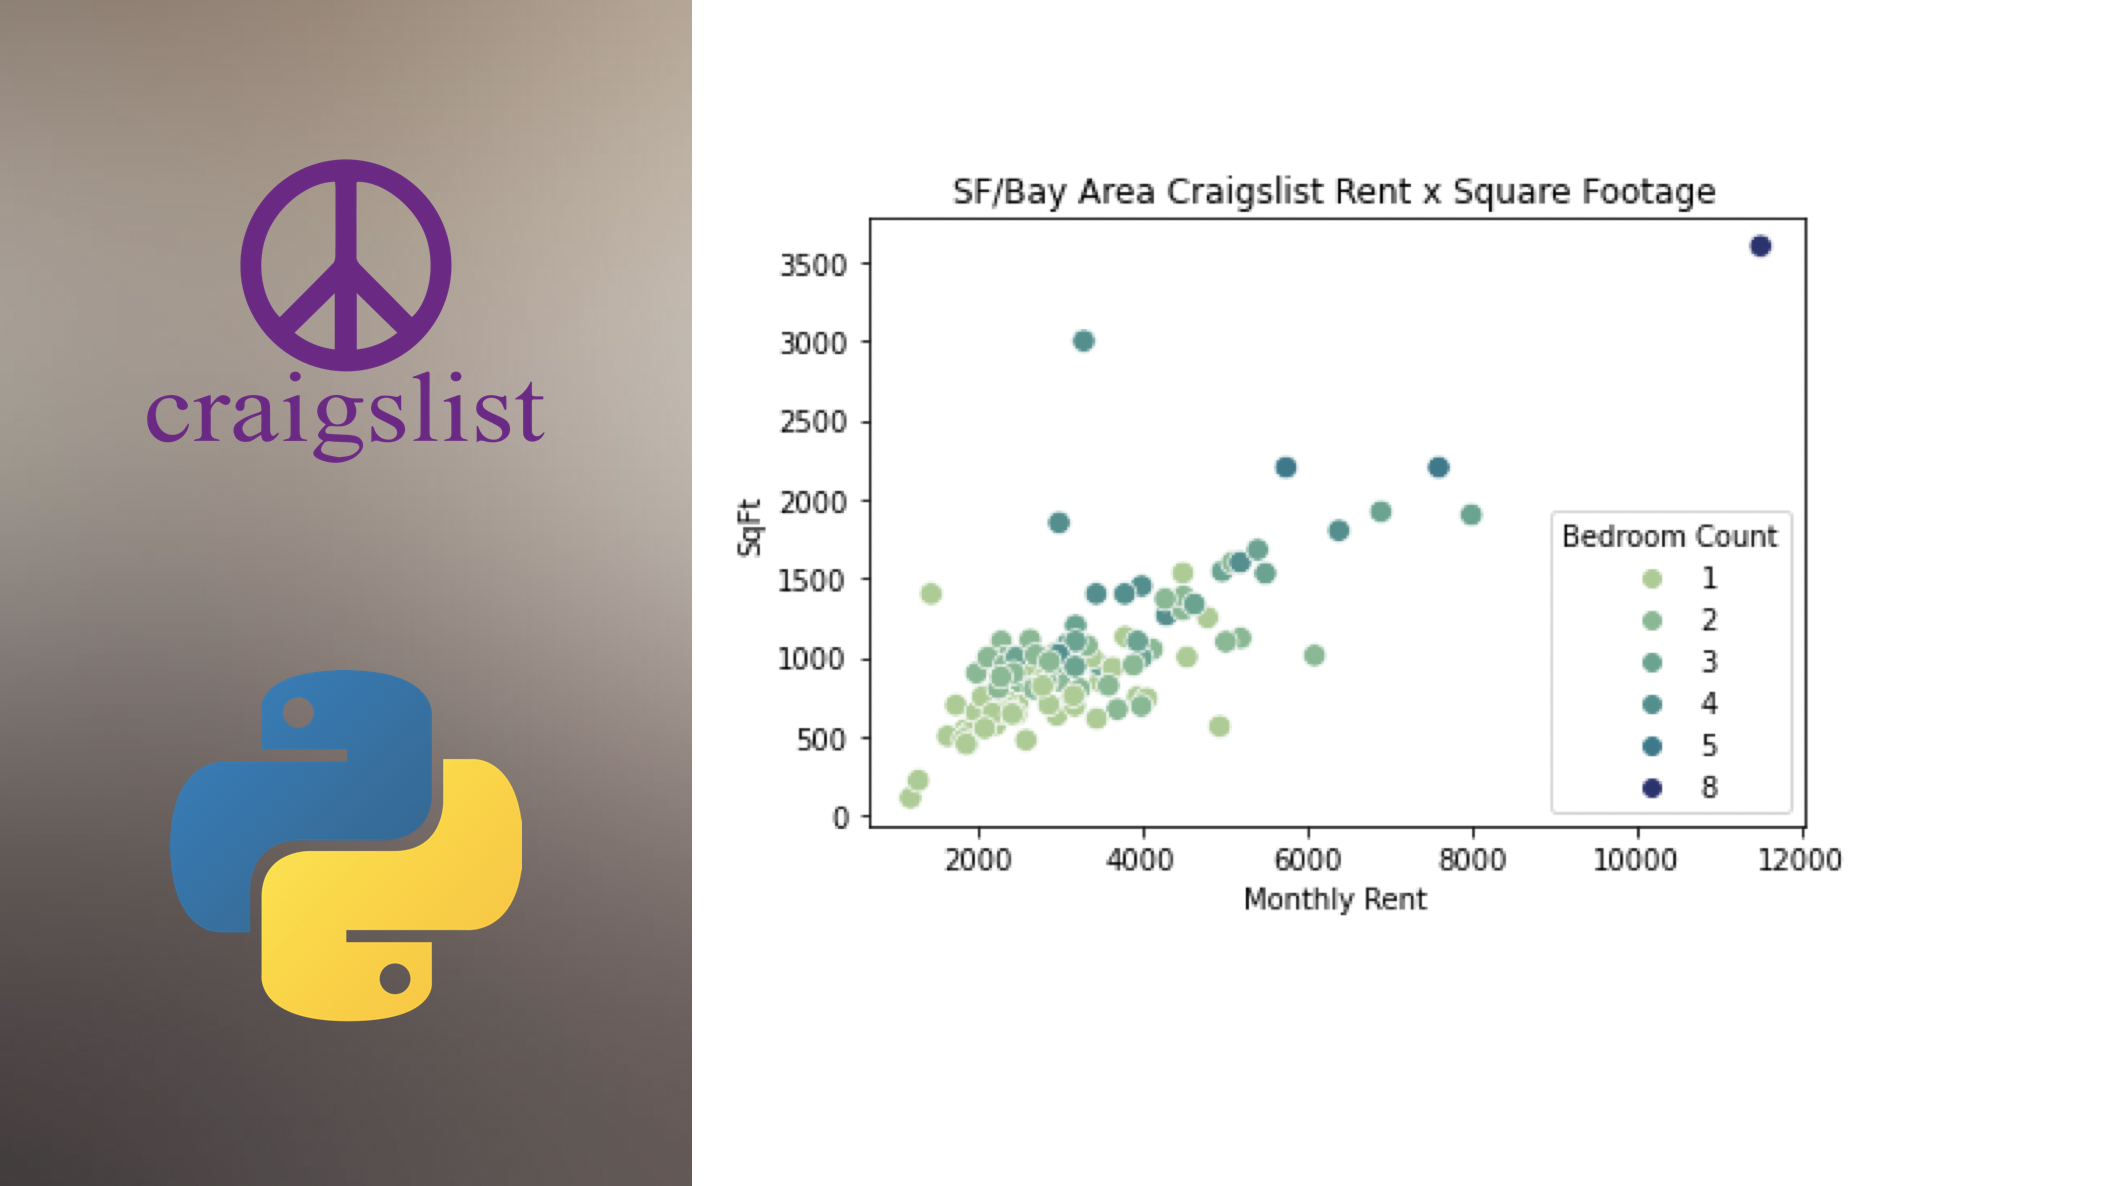 craigslist
SF/Bay Area Craigslist Rent x Square Footage
SqFt
3500
3000
2500
2000
1500
1000
500
0
Bedroom Count
1
2
3
4
5
8
2000 4000 6000 8000 10000 12000
Monthly Rent